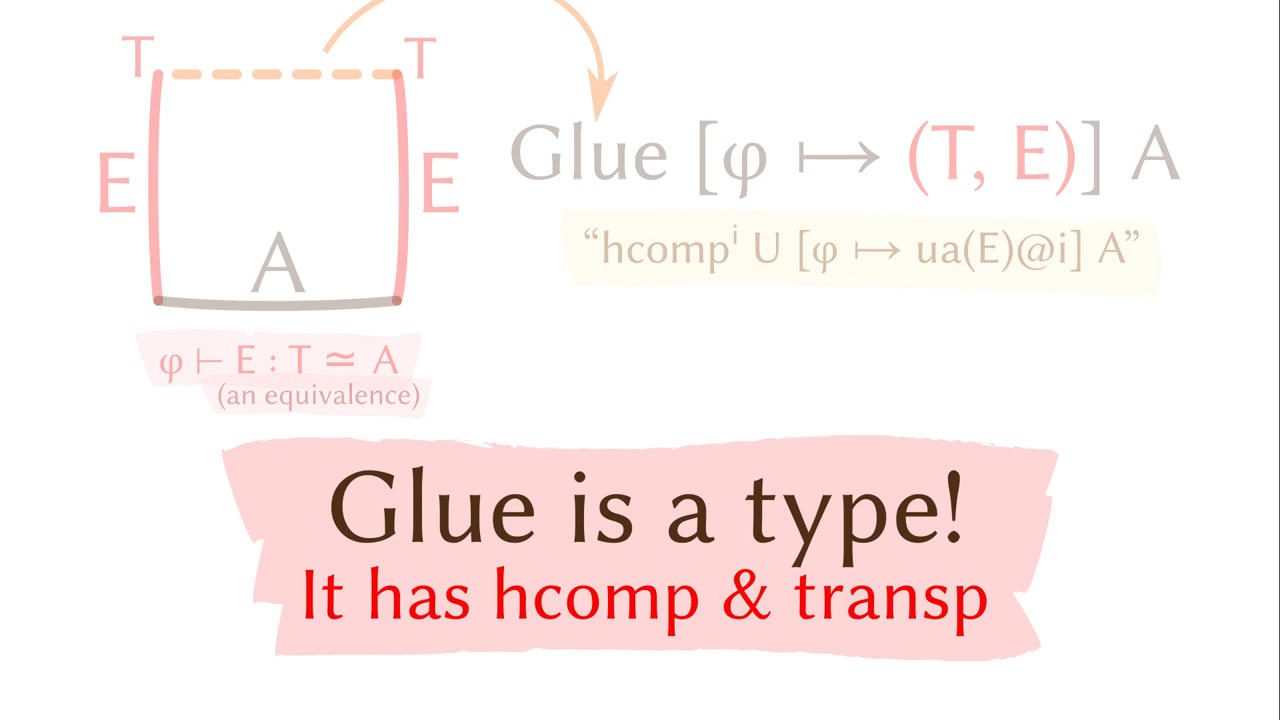 T T
E E
A
Glue [φ ↦ (T, E)] A
“hcompⁱ U [φ ↦ ua(E)@i] A”
φ ⊢ E : T ≃ A
(an equivalence)
Glue is a type!
It has hcomp & transp